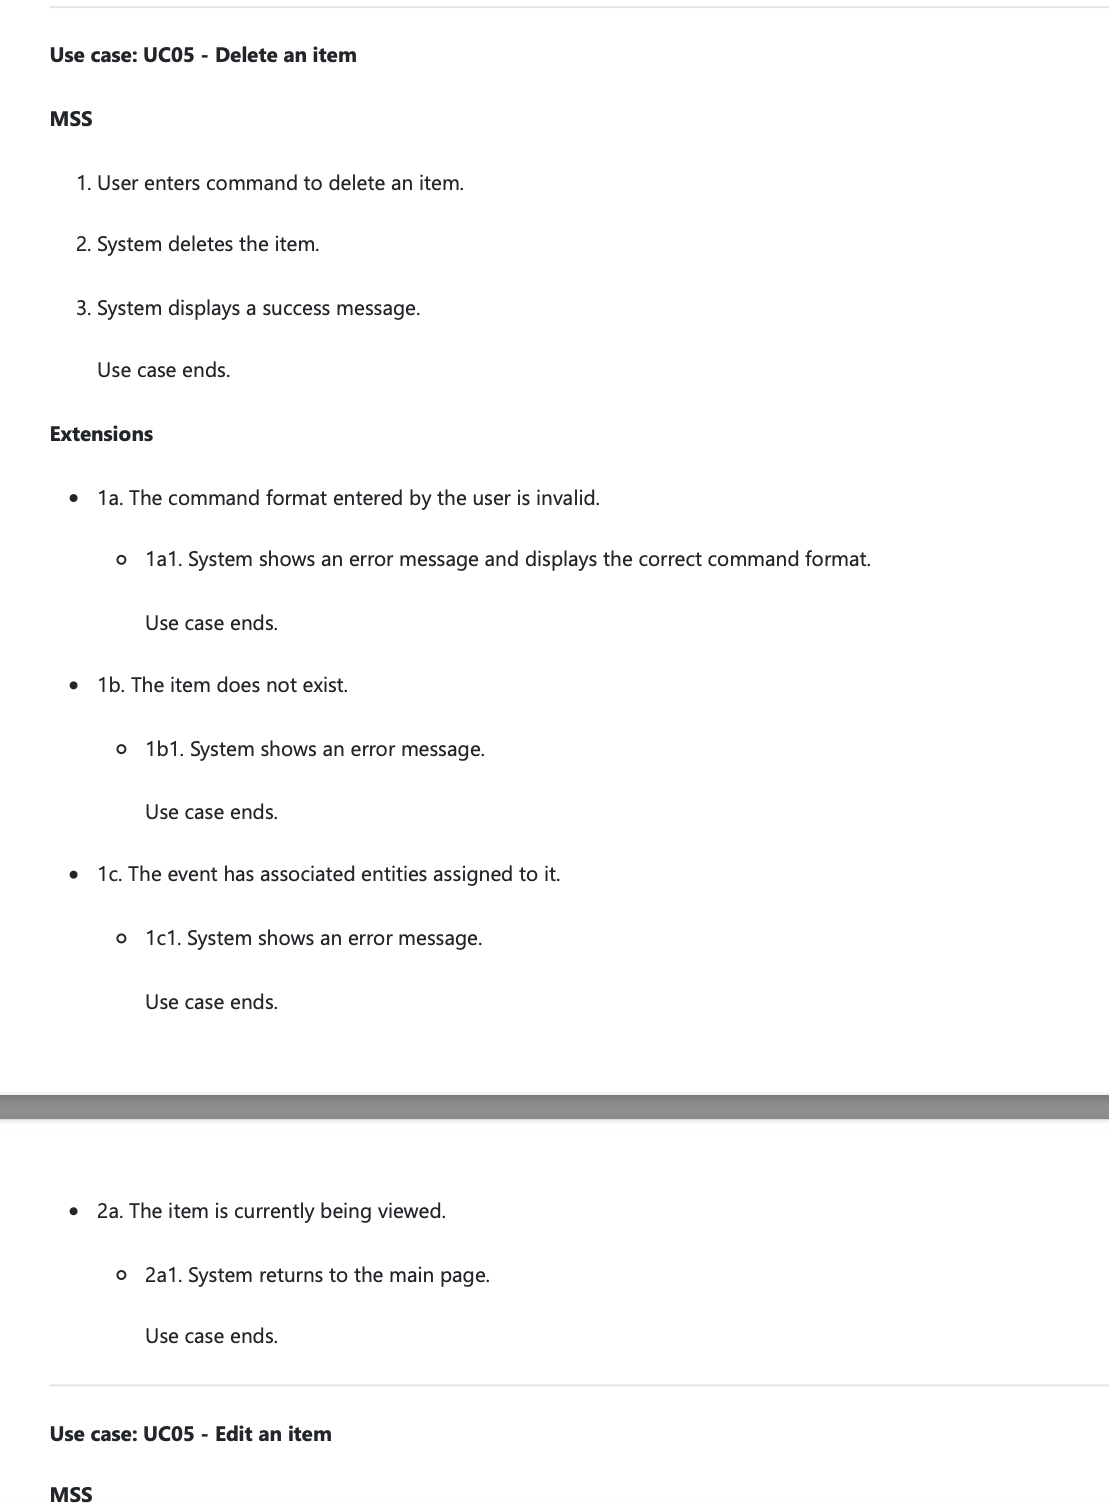 Use case: UC05 - Delete an item
MSS
1. User enters command to delete an item.
2. System deletes the item.
3. System displays a success message.
Use case ends.
Extensions
• 1a. The command format entered by the user is invalid.
○ 1a1. System shows an error message and displays the correct command format.
Use case ends.
• 1b. The item does not exist.
○ 1b1. System shows an error message.
Use case ends.
• 1c. The event has associated entities assigned to it.
○ 1c1. System shows an error message.
Use case ends.
• 2a. The item is currently being viewed.
○ 2a1. System returns to the main page.
Use case ends.
Use case: UC05 - Edit an item
MSS